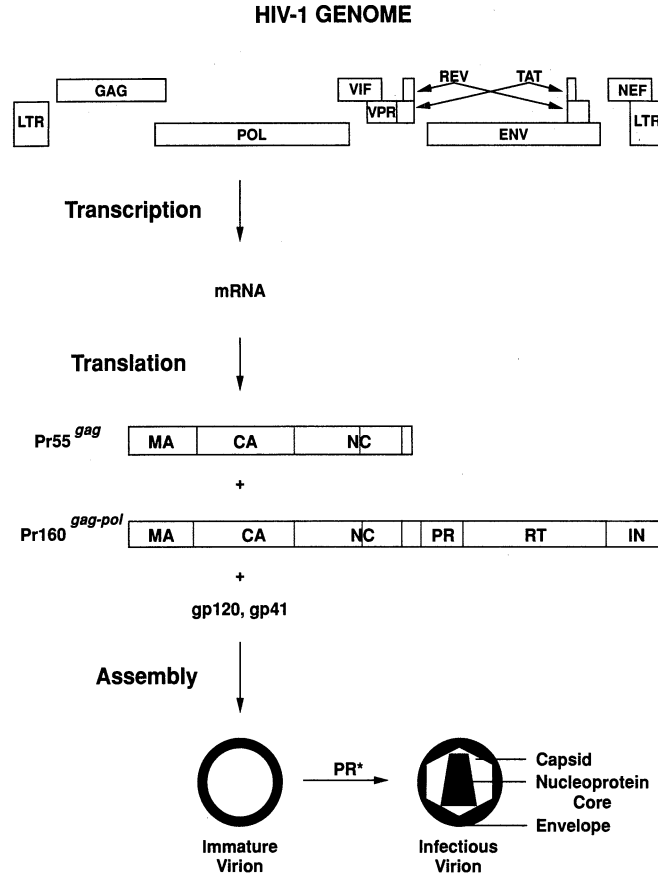 HIV-1 GENOME
GAG
VIF
REV
TAT
NEF
LTR
VPR
LTR
POL
ENV
Transcription
mRNA
Translation
Pr55 gag
MA
CA
NC
+
Pr160 gag-pol
MA
CA
NC
PR
RT
IN
+
gp120, gp41
Assembly
PR*
Capsid
Nucleoprotein
Core
Envelope
Immature
Virion
Infectious
Virion